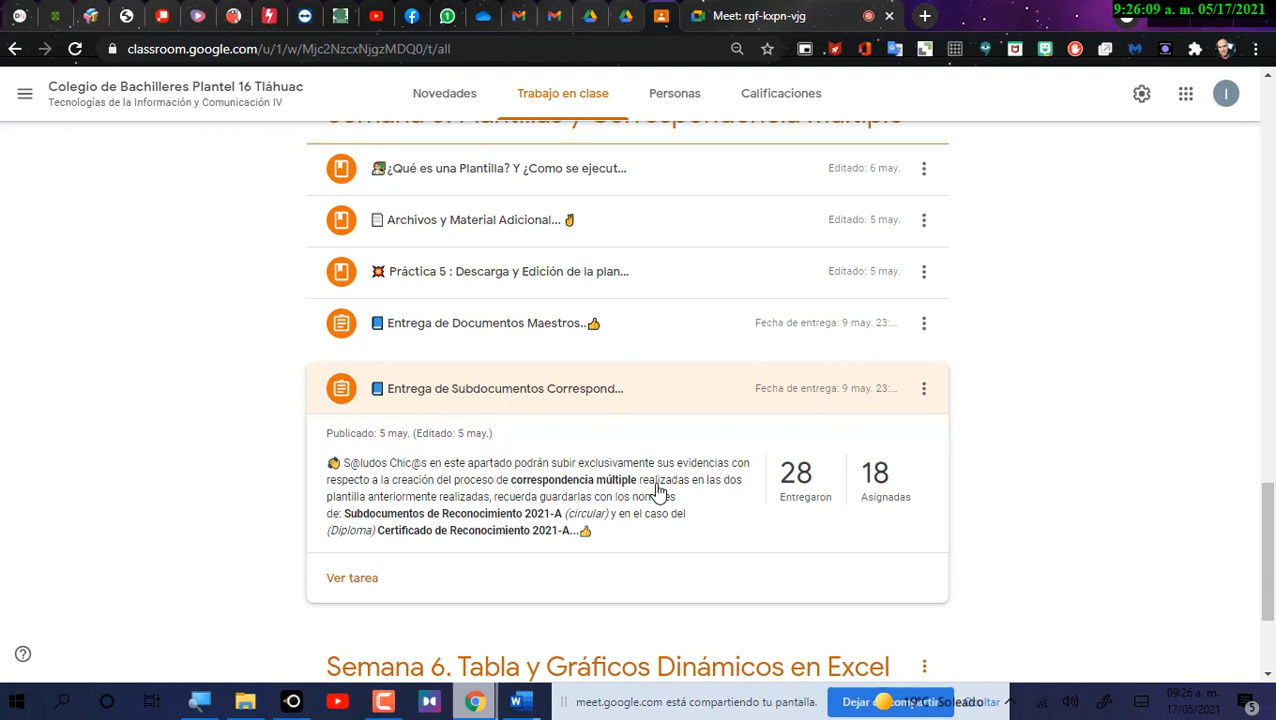 Meet: rgf-kxpn-vjg
9:26:09 a. m. 05/17/2021
classroom.google.com/u/1/w/Mjc2NzcxNjgzMDQ0/t/all
Colegio de Bachilleres Plantel 16 Tláhuac
Tecnologías de la Información y Comunicación IV
Novedades
Trabajo en clase
Personas
Calificaciones
I
¿Qué es una Plantilla? Y ¿Como se ejecut...
Editado: 6 may.
Archivos y Material Adicional...
Editado: 5 may.
Práctica 5 : Descarga y Edición de la plan...
Editado: 5 may.
Entrega de Documentos Maestros..
Fecha de entrega: 9 may. 23:...
Entrega de Subdocumentos Correspond...
Fecha de entrega: 9 may. 23:...
Publicado: 5 may. (Editado: 5 may.)
S@ludos Chic@s en este apartado podrán subir exclusivamente sus evidencias con
respecto a la creación del proceso de correspondencia múltiple realizadas en las dos
plantilla anteriormente realizadas, recuerda guardarlas con los nombres
de: Subdocumentos de Reconocimiento 2021-A (circular) y en el caso del
(Diploma) Certificado de Reconocimiento 2021-A...
28
Entregaron
18
Asignadas
Ver tarea
Semana 6. Tabla y Gráficos Dinámicos en Excel
meet.google.com está compartiendo tu pantalla.
Dejar de compartir
Ocultar
19°C Soleado
09:26 a. m.
17/05/2021
5